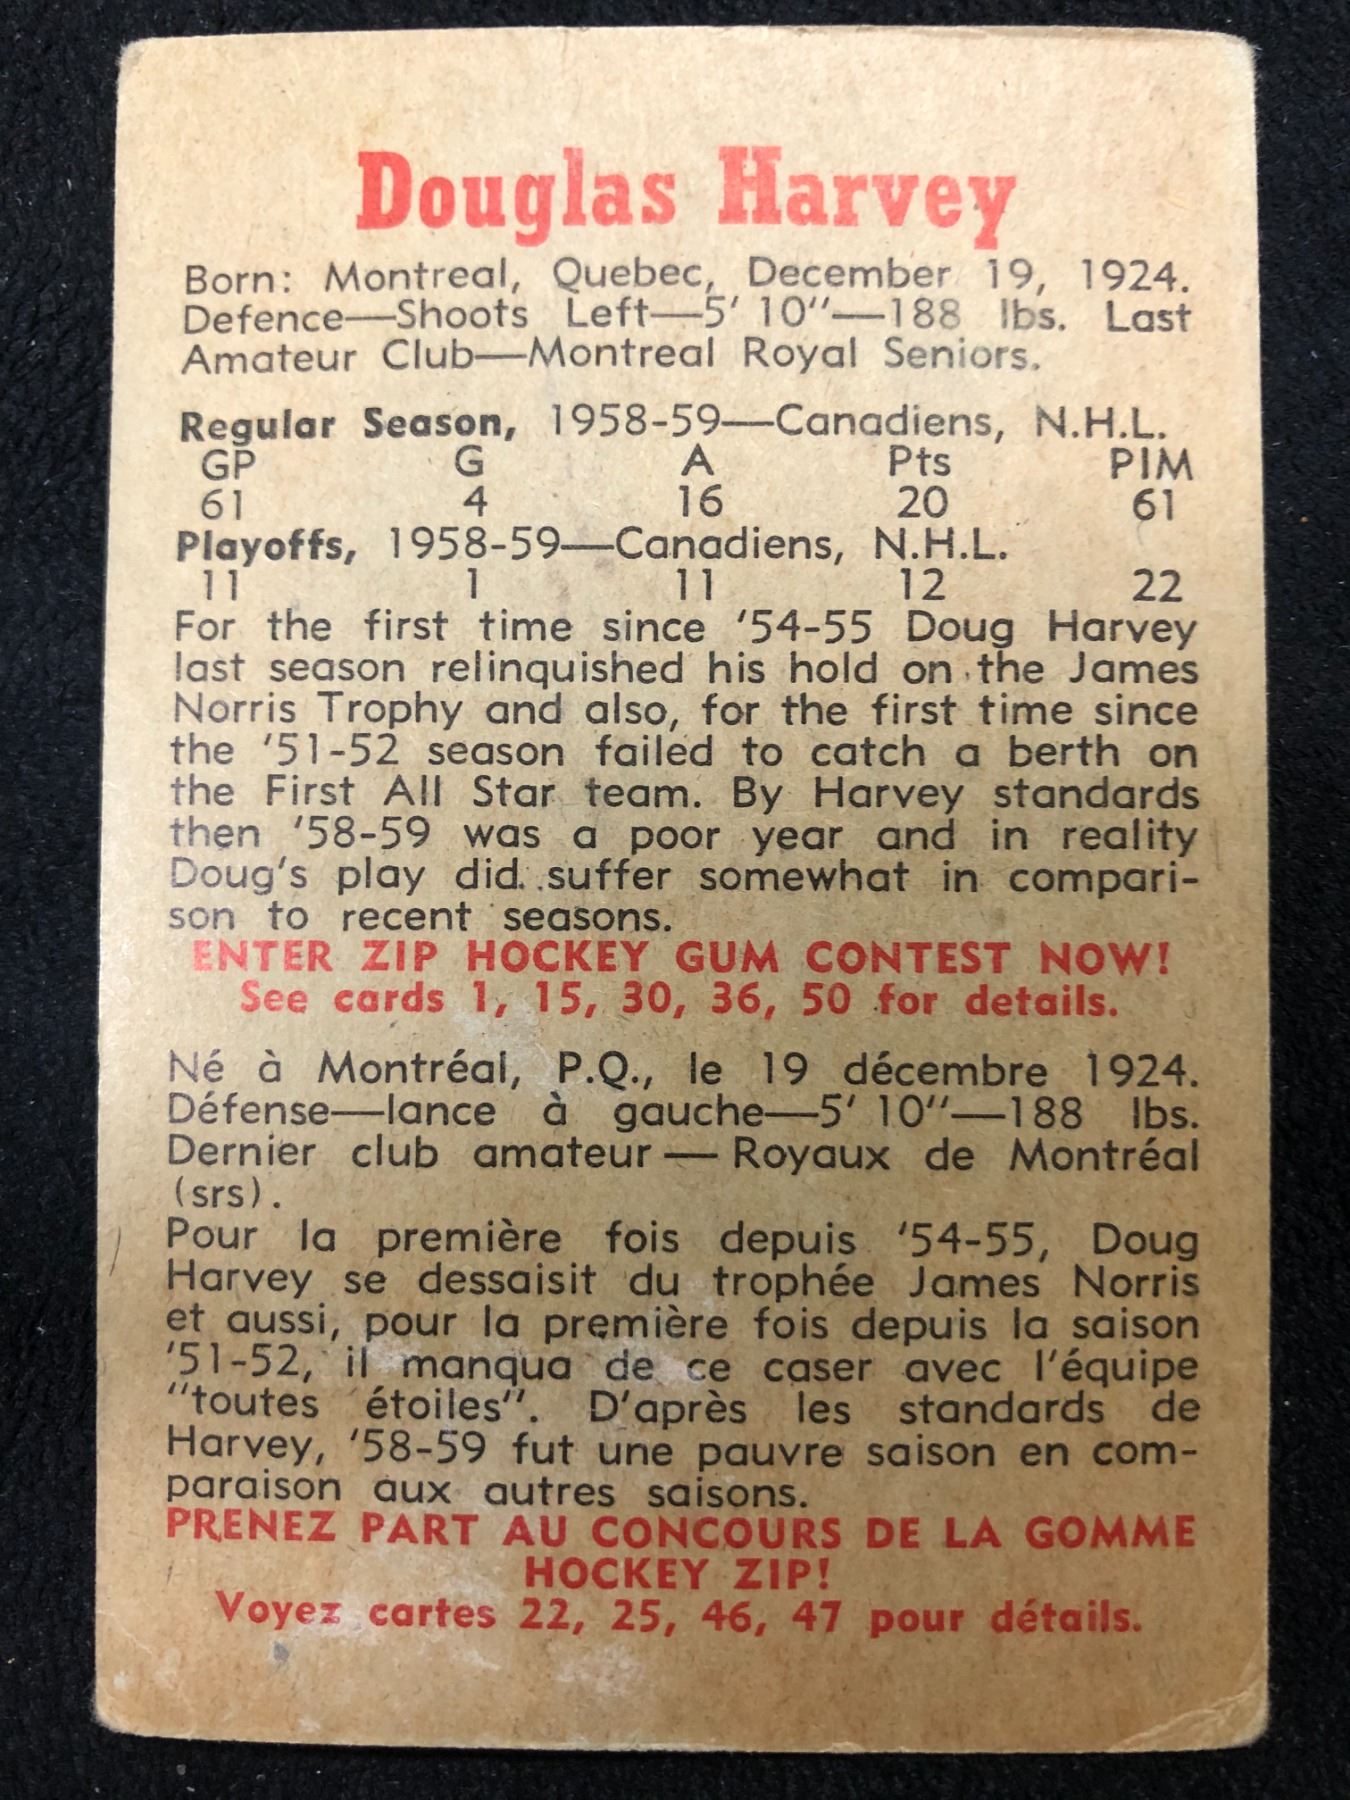 Douglas Harvey
Born: Montreal, Quebec, December 19, 1924.
Defence—Shoots Left—5' 10"—188 lbs. Last
Amateur Club—Montreal Royal Seniors.
Regular Season, 1958-59—Canadiens, N.H.L.
GP G A Pts PIM
61 4 16 20 61
Playoffs, 1958-59—Canadiens, N.H.L.
11 1 11 12 22
For the first time since '54-55 Doug Harvey
last season relinquished his hold on the James
Norris Trophy and also, for the first time since
the '51-52 season failed to catch a berth on
the First All Star team. By Harvey standards
then '58-59 was a poor year and in reality
Doug's play did suffer somewhat in compari-
son to recent seasons.
ENTER ZIP HOCKEY GUM CONTEST NOW!
See cards 1, 15, 30, 36, 50 for details.
Né à Montréal, P.Q., le 19 décembre 1924.
Défense—lance à gauche—5' 10"—188 lbs.
Dernier club amateur — Royaux de Montréal
(srs).
Pour la première fois depuis '54-55, Doug
Harvey se dessaisit du trophée James Norris
et aussi, pour la première fois depuis la saison
'51-52, il manqua de ce caser avec l'équipe
"toutes étoiles". D'après les standards de
Harvey, '58-59 fut une pauvre saison en com-
paraison aux autres saisons.
PRENEZ PART AU CONCOURS DE LA GOMME
HOCKEY ZIP!
Voyez cartes 22, 25, 46, 47 pour détails.